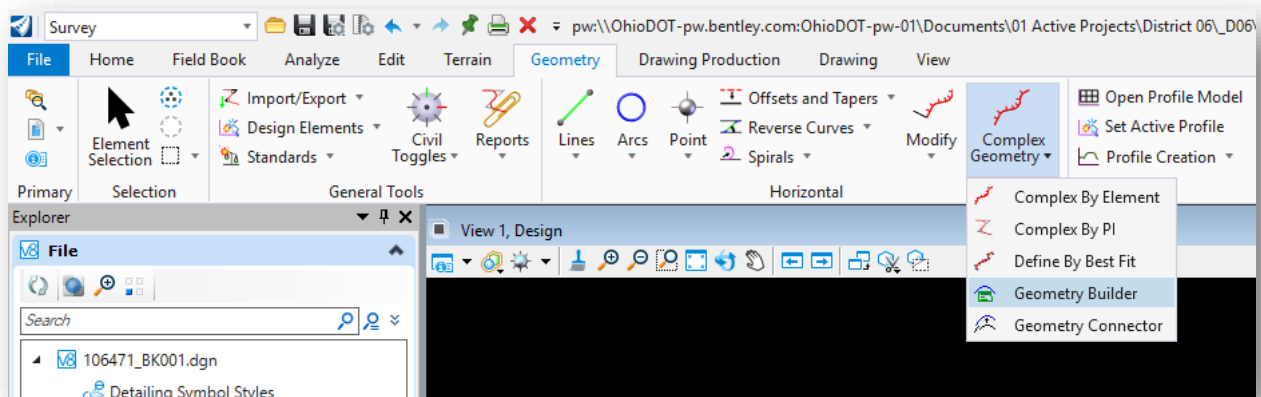 Survey
pw:\\OhioDOT-pw.bentley.com:OhioDOT-pw-01\Documents\01 Active Projects\District 06\_D06\
File Home Field Book Analyze Edit Terrain Geometry Drawing Production Drawing View
Element
Selection
Import/Export
Design Elements
Standards
Civil
Toggles
Reports
Lines
Arcs
Point
Offsets and Tapers
Reverse Curves
Spirals
Modify
Complex
Geometry
Open Profile Model
Set Active Profile
Profile Creation
Primary Selection General Tools Horizontal
Complex By Element
Complex By PI
Define By Best Fit
Geometry Builder
Geometry Connector
Explorer
View 1, Design
V8 File
Search
V8 106471_BK001.dgn
Detailing Symbol Styles